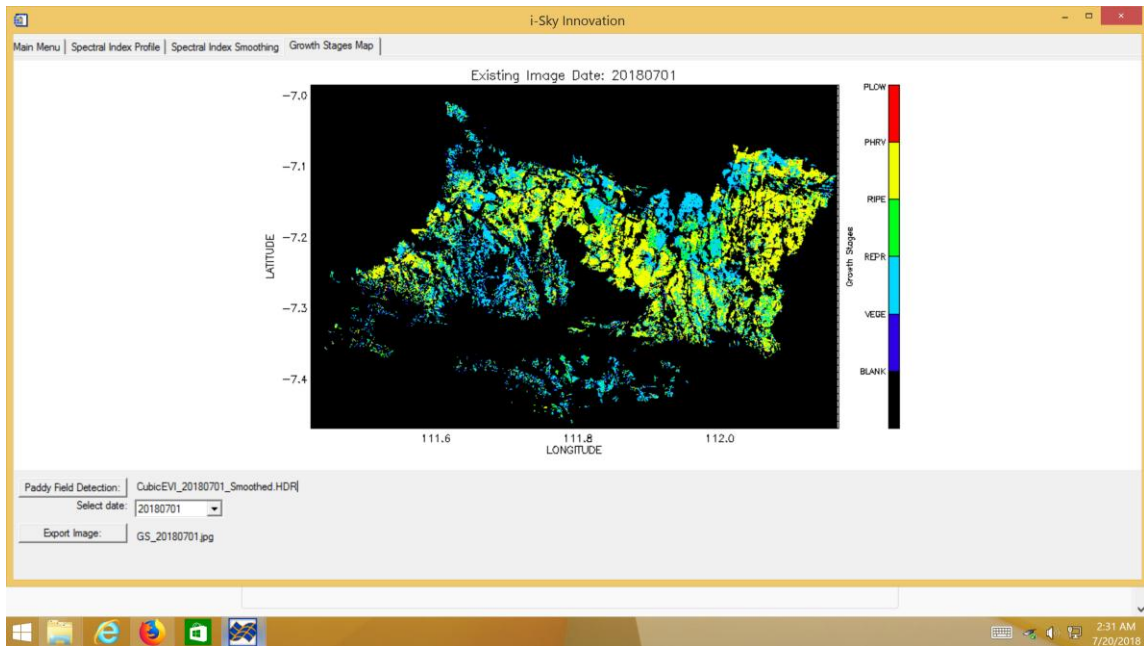 i-Sky Innovation
Main Menu Spectral Index Profile Spectral Index Smoothing Growth Stages Map
Existing Image Date: 20180701
-7.0
-7.1
-7.2
-7.3
-7.4
LATITUDE
111.6 111.8 112.0
LONGITUDE
PLOW
PHRV
RIPE
REPR
VEGE
BLANK
Growth Stages
Paddy Field Detection: CubicEVI_20180701_Smoothed.HDR
Select date: 20180701
Export Image: GS_20180701.jpg
2:31 AM
7/20/2018